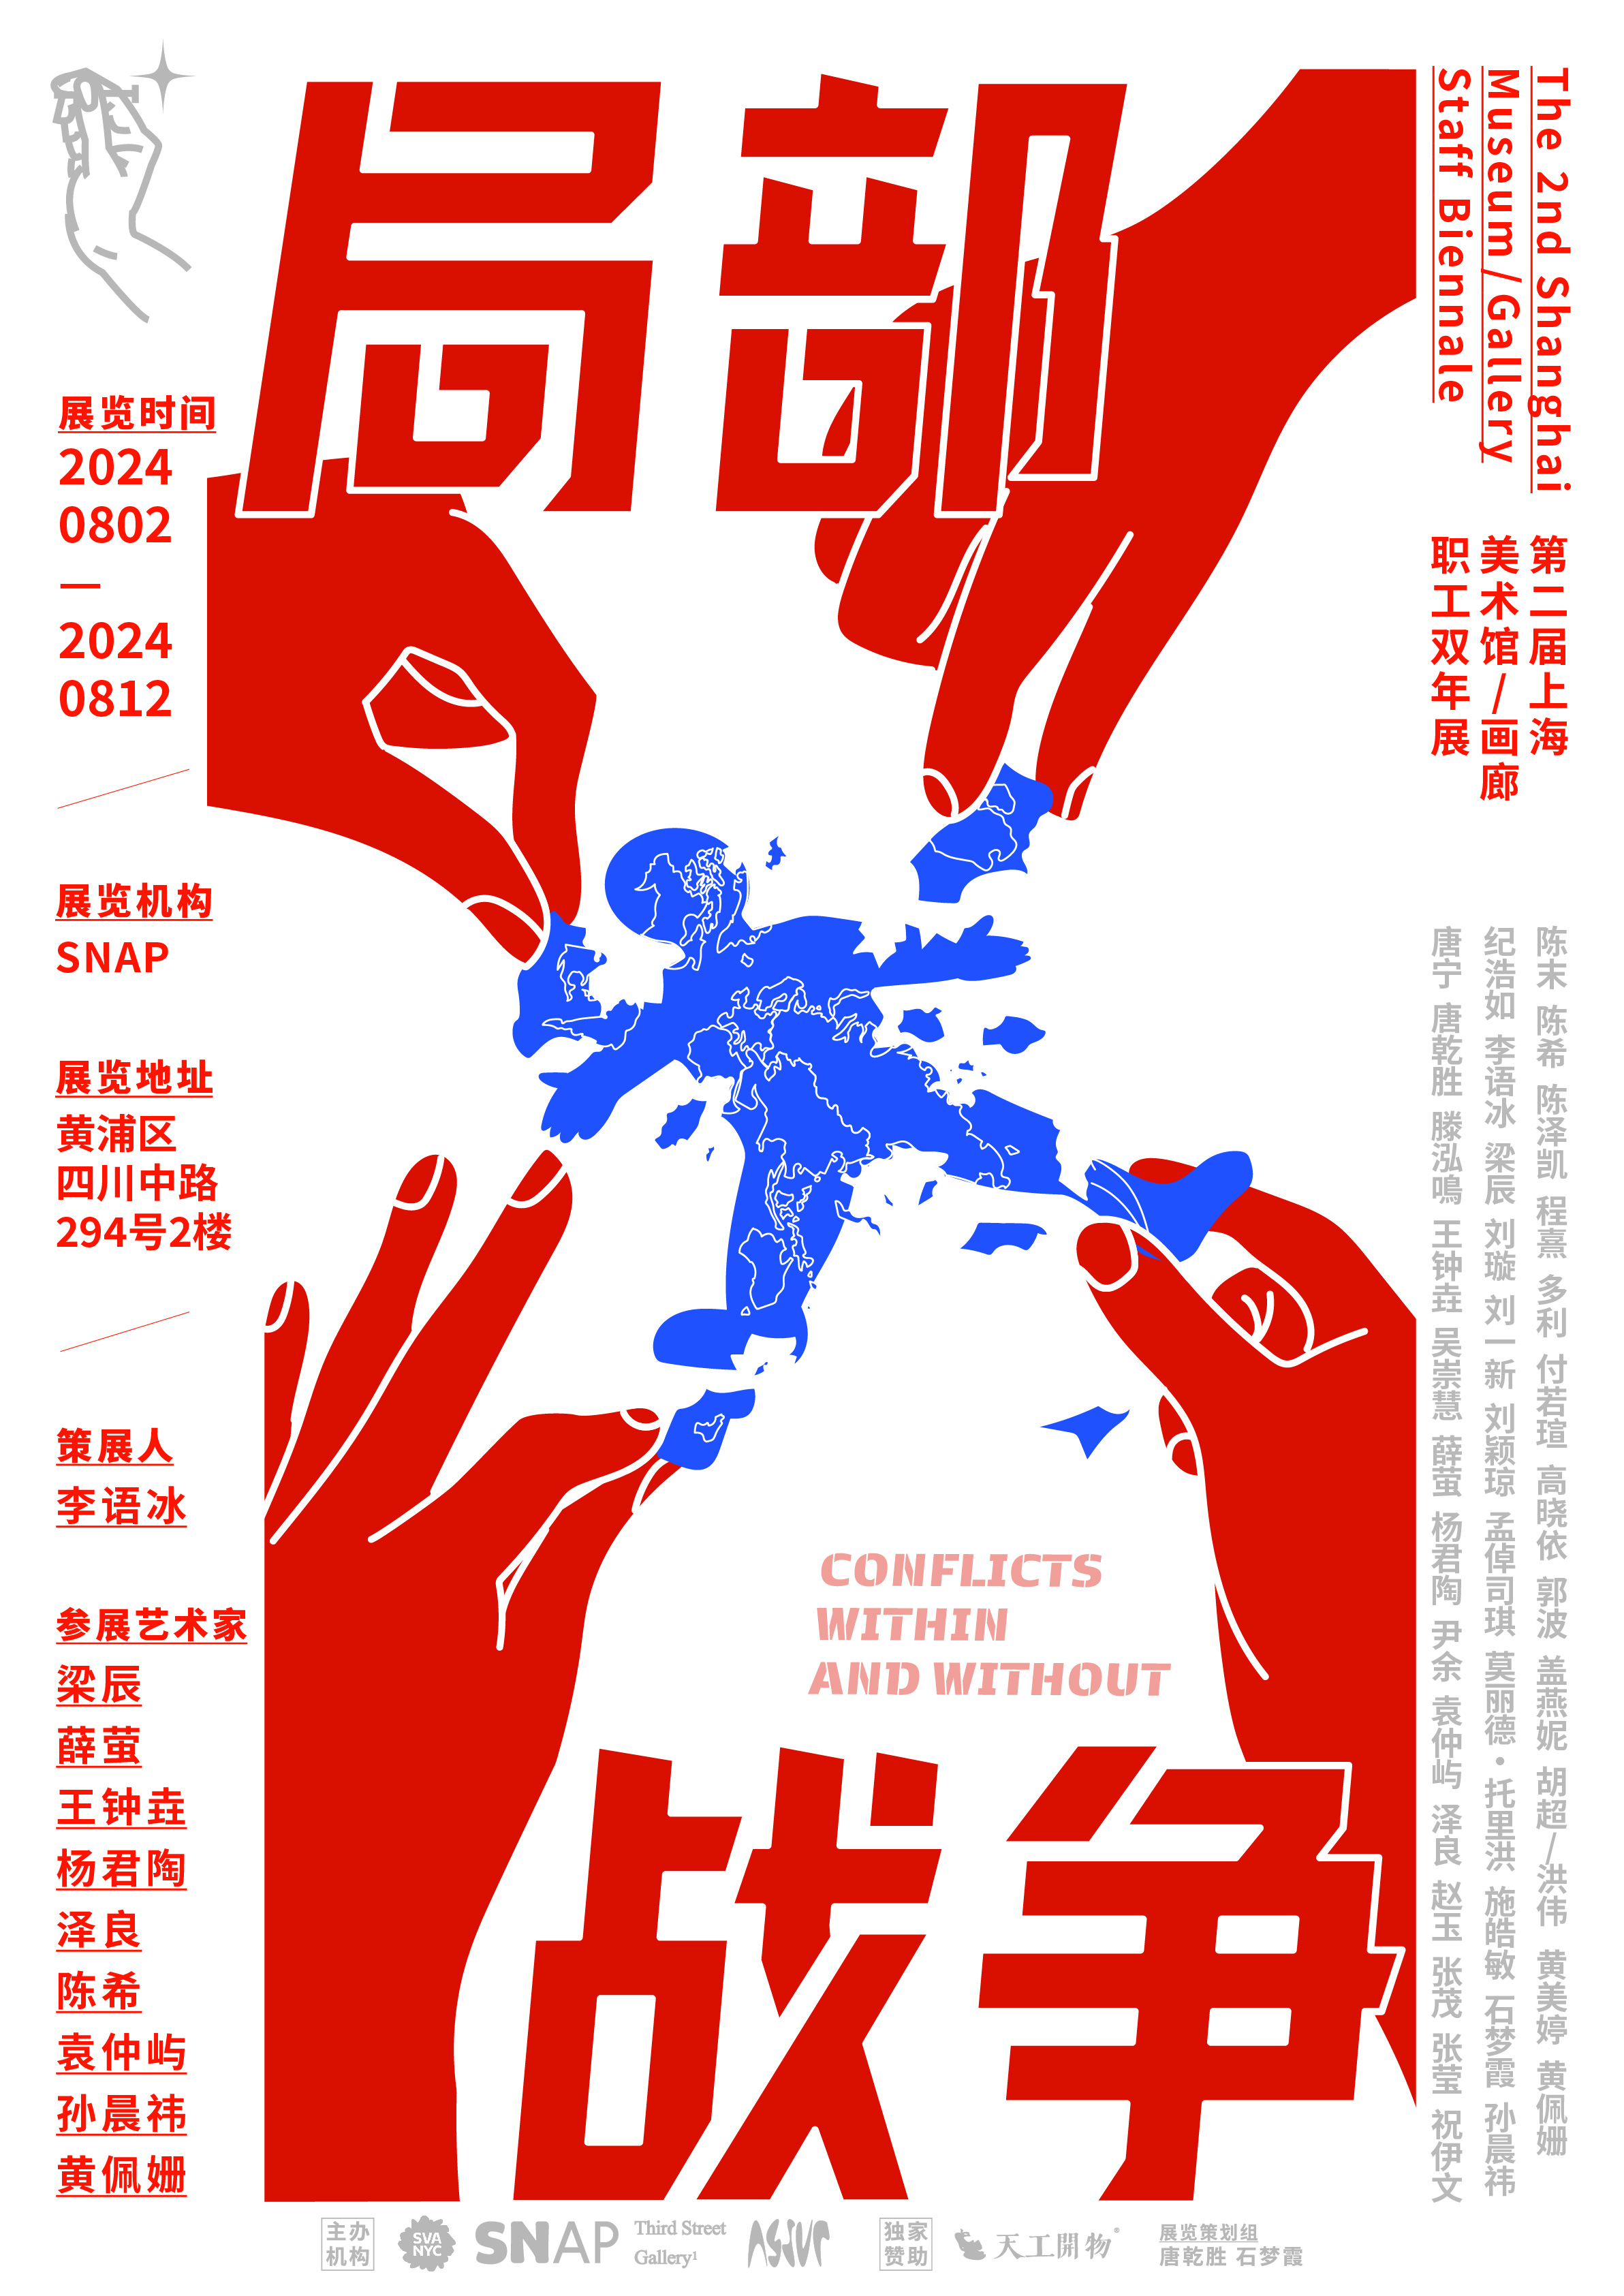 局部
The 2nd Shanghai
Museum/Gallery
Staff Biennale
第二届上海
美术馆/画廊
职工双年展
展览时间
2024
0802
—
2024
0812
展览机构
SNAP
展览地址
黄浦区
四川中路
294号2楼
策展人
李语冰
参展艺术家
梁辰
薛萤
王钟垚
杨君陶
泽良
陈希
袁仲屿
孙晨祎
黄佩姗
陈末 陈希 陈泽凯 程熹 多利 付若瑄 高晓依 郭波 盖燕妮 胡超/洪伟 黄美婷 黄佩姗
纪浩如 李语冰 梁辰 刘璇 刘一新 刘颖琼 孟倬司琪 莫丽德·托里洪 施皓敏 石梦霞 孙晨祎
唐宁 唐乾胜 滕泓鸣 王钟垚 吴崇慧 薛萤 杨君陶 尹余 袁仲屿 泽良 赵玉 张茂 张莹 祝伊文
CONFLICTS
WITHIN
AND WITHOUT
战争
主办
机构
SVA
NYC
SNAP
Third Street
Gallery¹
独家
赞助
天工開物®
展览策划组
唐乾胜 石梦霞